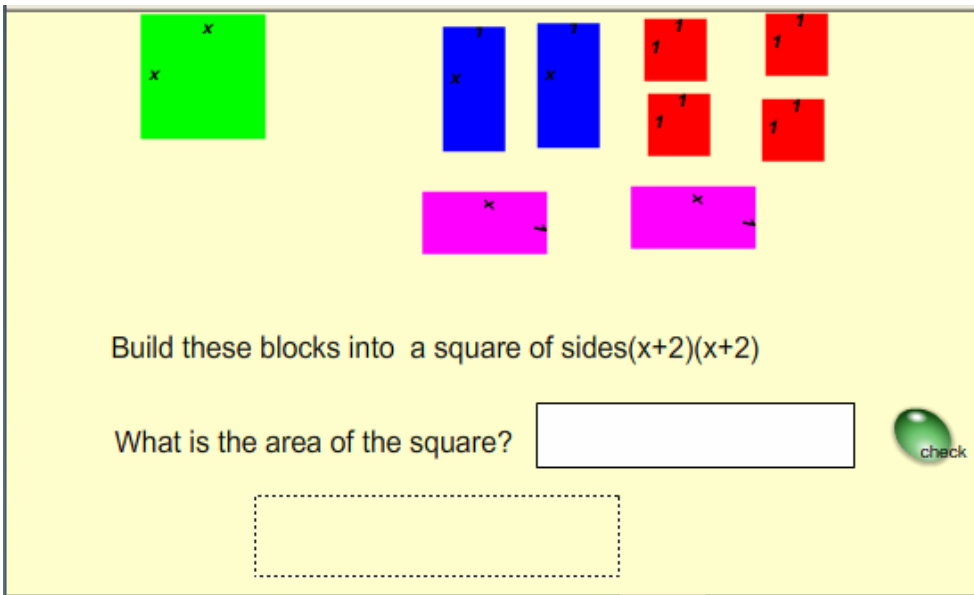 x
x
1
x
1
x
1
1
1
1
1
1
1
1
x
1
x
1
Build these blocks into a square of sides(x+2)(x+2)
What is the area of the square?
check